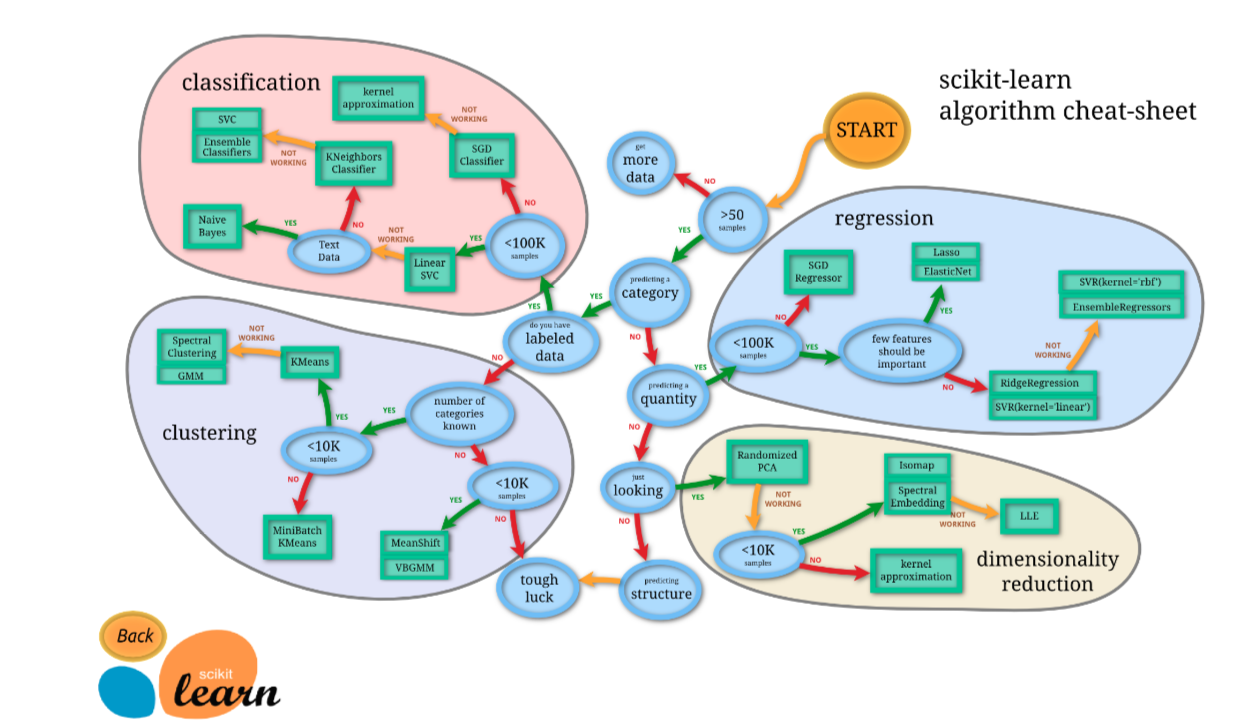 scikit-learn
algorithm cheat-sheet
START
>50
samples
NO
get
more
data
YES
predicting a
category
YES
do you have
labeled
data
NO
predicting a
quantity
YES
NO
just
looking
YES
NO
predicting
structure
tough
luck
classification
YES
<100K
samples
NO
SGD
Classifier
NOT
WORKING
kernel
approximation
YES
Linear
SVC
NOT
WORKING
Text
Data
YES
Naive
Bayes
NO
KNeighbors
Classifier
NOT
WORKING
SVC
Ensemble
Classifiers
clustering
NO
number of
categories
known
YES
<10K
samples
YES
KMeans
NOT
WORKING
Spectral
Clustering
GMM
NO
MiniBatch
KMeans
NO
<10K
samples
YES
MeanShift
VBGMM
NO
regression
<100K
samples
NO
SGD
Regressor
YES
few features
should be
important
YES
Lasso
ElasticNet
NO
RidgeRegression
SVR(kernel='linear')
NOT
WORKING
SVR(kernel='rbf')
EnsembleRegressors
dimensionality
reduction
Randomized
PCA
NOT
WORKING
<10K
samples
YES
Isomap
Spectral
Embedding
NOT
WORKING
LLE
NO
kernel
approximation
Back
scikit
learn